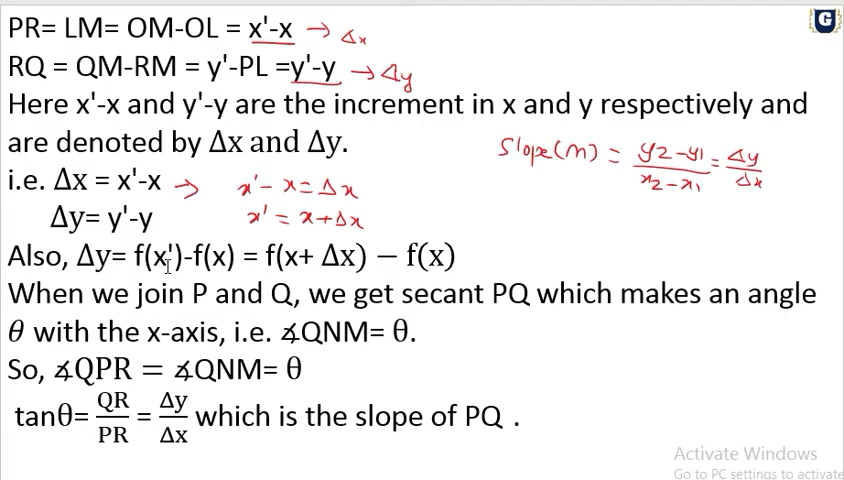 G
PR= LM= OM-OL = x'-x → Δx
RQ = QM-RM = y'-PL =y'-y → Δy
Here x'-x and y'-y are the increment in x and y respectively and
are denoted by Δx and Δy.
Slope(m) = y2-y1/x2-x1 = Δy/Δx
i.e. Δx = x'-x → x'-x = Δx
Δy= y'-y x' = x+Δx
Also, Δy= f(x')-f(x) = f(x+ Δx) − f(x)
When we join P and Q, we get secant PQ which makes an angle
θ with the x-axis, i.e. ∡QNM= θ.
So, ∡QPR = ∡QNM= θ
tanθ= QR/PR = Δy/Δx which is the slope of PQ .
Activate Windows
Go to PC settings to activate